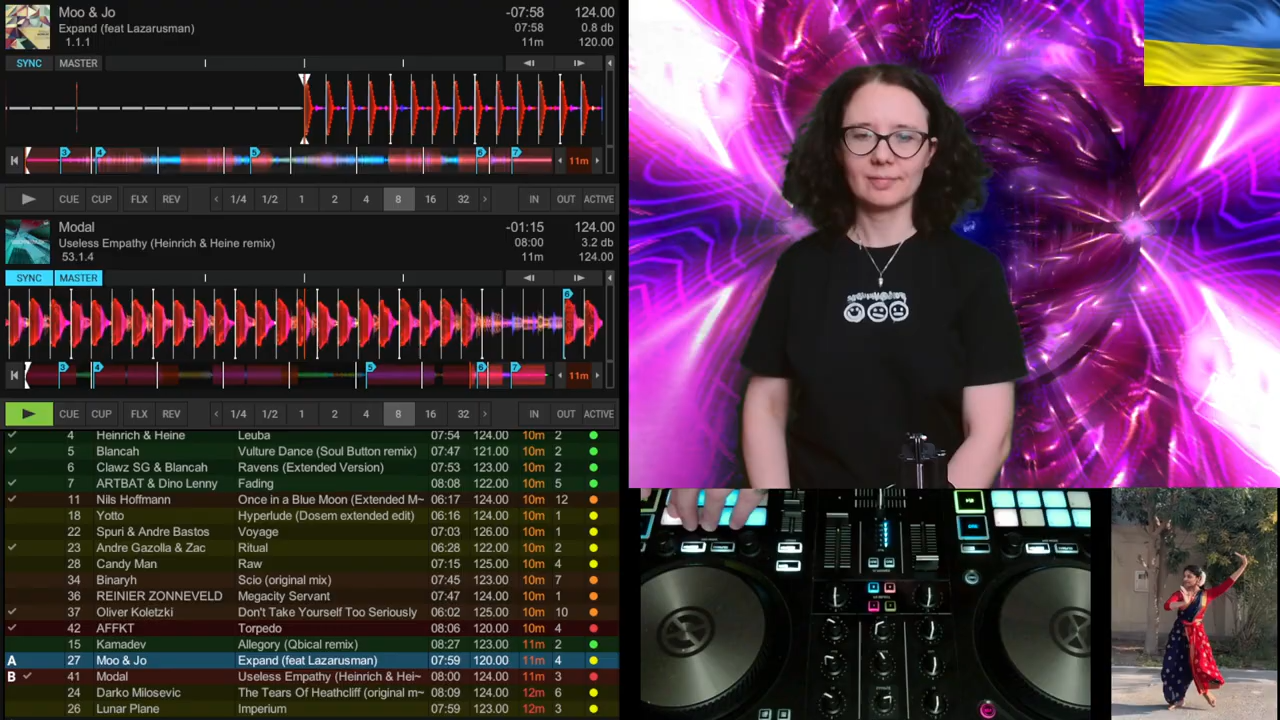 Moo & Jo -07:58 124.00
Expand (feat Lazarusman) 07:58 0.8 db
1.1.1 11m 120.00
SYNC MASTER
3 4 5 6 7 11m
CUE CUP FLX REV 1/4 1/2 1 2 4 8 16 32 IN OUT ACTIVE
Modal -01:15 124.00
Useless Empathy (Heinrich & Heine remix) 08:00 3.2 db
53.1.4 11m 124.00
SYNC MASTER
6
3 4 5 6 7 11m
CUE CUP FLX REV 1/4 1/2 1 2 4 8 16 32 IN OUT ACTIVE
4 Heinrich & Heine Leuba 07:54 124.00 10m 2
5 Blancah Vulture Dance (Soul Button remix) 07:47 121.00 10m 2
6 Clawz SG & Blancah Ravens (Extended Version) 07:53 123.00 10m 2
7 ARTBAT & Dino Lenny Fading 08:08 122.00 10m 5
11 Nils Hoffmann Once in a Blue Moon (Extended M~ 06:17 124.00 10m 12
18 Yotto Hyperlude (Dosem extended edit) 06:16 124.00 10m 1
22 Spuri & Andre Bastos Voyage 07:03 126.00 10m 1
23 Andre Gazolla & Zac Ritual 06:28 122.00 10m 2
28 Candy Man Raw 07:15 125.00 10m 4
34 Binaryh Scio (original mix) 07:45 123.00 10m 7
36 REINIER ZONNEVELD Megacity Servant 07:47 124.00 10m 1
37 Oliver Koletzki Don't Take Yourself Too Seriously 06:02 125.00 10m 10
42 AFFKT Torpedo 08:06 120.00 10m 4
15 Kamadev Allegory (Qbical remix) 08:27 123.00 11m 2
A 27 Moo & Jo Expand (feat Lazarusman) 07:59 120.00 11m 4
B 41 Modal Useless Empathy (Heinrich & Hei~ 08:00 124.00 11m 3
24 Darko Milosevic The Tears Of Heathcliff (original m~ 08:09 124.00 12m 6
26 Lunar Plane Imperium 07:59 123.00 12m 3